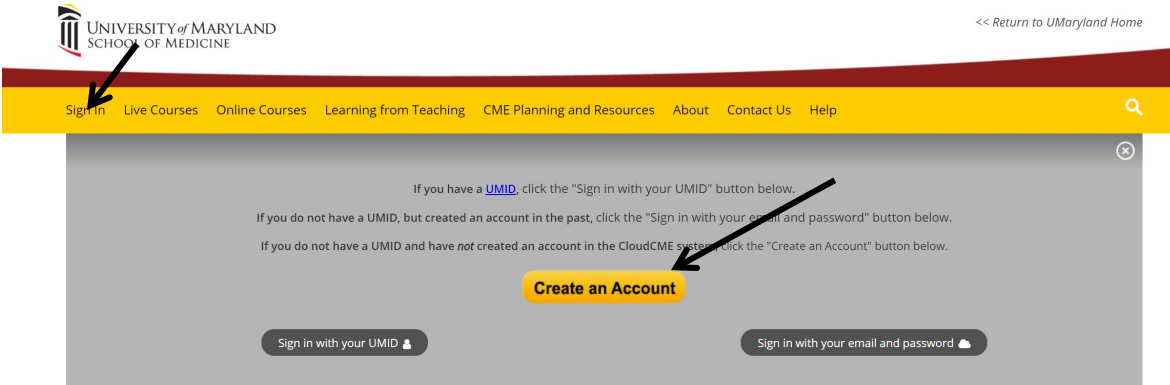 UNIVERSITY of MARYLAND
SCHOOL OF MEDICINE
<< Return to UMaryland Home
Sign In Live Courses Online Courses Learning from Teaching CME Planning and Resources About Contact Us Help
If you have a UMID, click the "Sign in with your UMID" button below.
If you do not have a UMID, but created an account in the past, click the "Sign in with your email and password" button below.
If you do not have a UMID and have not created an account in the CloudCME system, click the "Create an Account" button below.
Create an Account
Sign in with your UMID
Sign in with your email and password